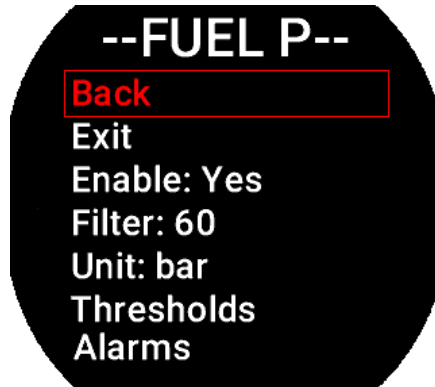 --FUEL P--
Back
Exit
Enable: Yes
Filter: 60
Unit: bar
Thresholds
Alarms